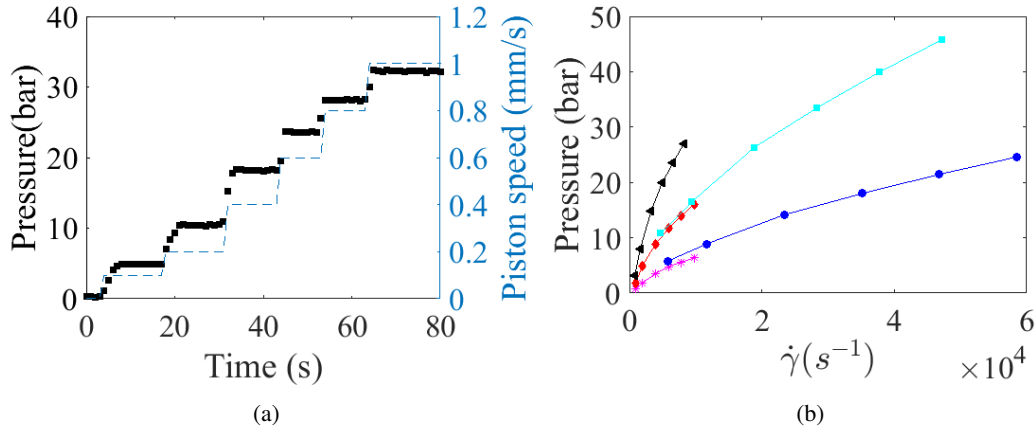 40
30
20
10
0
Pressure(bar)
0 20 40 60 80
Time (s)
1.2
1
0.8
0.6
0.4
0.2
0
Piston speed (mm/s)
(a)
50
40
30
20
10
0
Pressure (bar)
0 2 4 6
γ̇(s⁻¹)
×10⁴
(b)